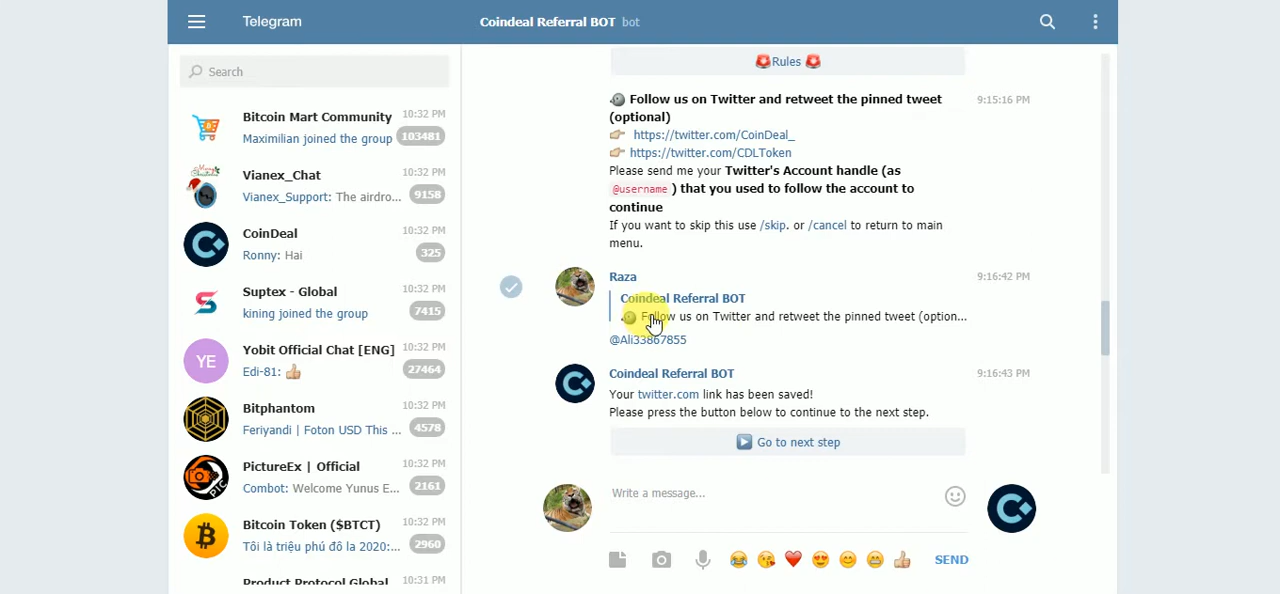 Telegram
Coindeal Referral BOT bot
Search
Bitcoin Mart Community 10:32 PM
Maximilian joined the group 103481
Vianex_Chat 10:32 PM
Vianex_Support: The airdro... 9158
CoinDeal 10:32 PM
Ronny: Hai 325
Suptex - Global 10:32 PM
kining joined the group 7415
YE
Yobit Official Chat [ENG] 10:32 PM
Edi-81: 👍 27464
Bitphantom 10:32 PM
Feriyandi | Foton USD This ... 4578
PIC
PictureEx | Official 10:32 PM
Combot: Welcome Yunus E... 2161
Bitcoin Token ($BTCT) 10:32 PM
Tôi là triệu phú đô la 2020:... 2960
Product Protocol Global 10:31 PM
🚨Rules 🚨
Follow us on Twitter and retweet the pinned tweet 9:15:16 PM
(optional)
👉 https://twitter.com/CoinDeal_
👉 https://twitter.com/CDLToken
Please send me your Twitter's Account handle (as
@username ) that you used to follow the account to
continue
If you want to skip this use /skip. or /cancel to return to main
menu.
Raza 9:16:42 PM
Coindeal Referral BOT
Follow us on Twitter and retweet the pinned tweet (option...
@Ali33867855
Coindeal Referral BOT 9:16:43 PM
Your twitter.com link has been saved!
Please press the button below to continue to the next step.
▶ Go to next step
Write a message...
SEND